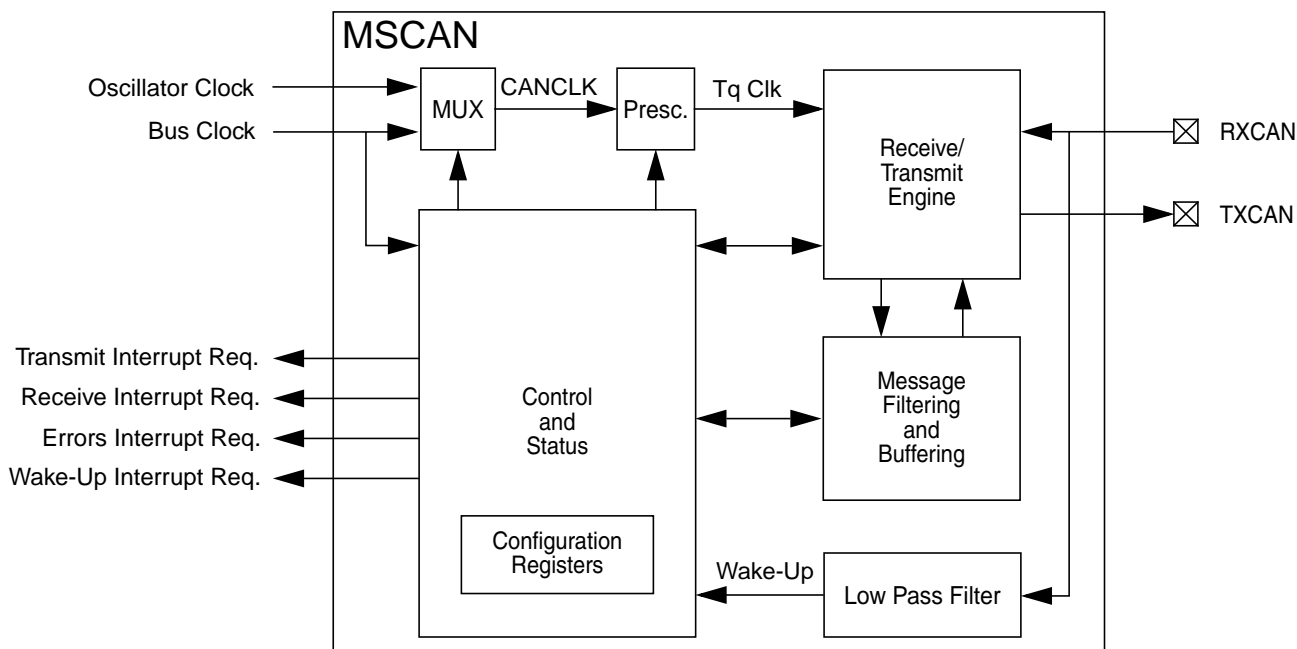 MSCAN
Oscillator Clock
Bus Clock
MUX
CANCLK
Presc.
Tq Clk
Receive/
Transmit
Engine
RXCAN
TXCAN
Transmit Interrupt Req.
Receive Interrupt Req.
Errors Interrupt Req.
Wake-Up Interrupt Req.
Control
and
Status
Message
Filtering
and
Buffering
Configuration
Registers
Wake-Up
Low Pass Filter